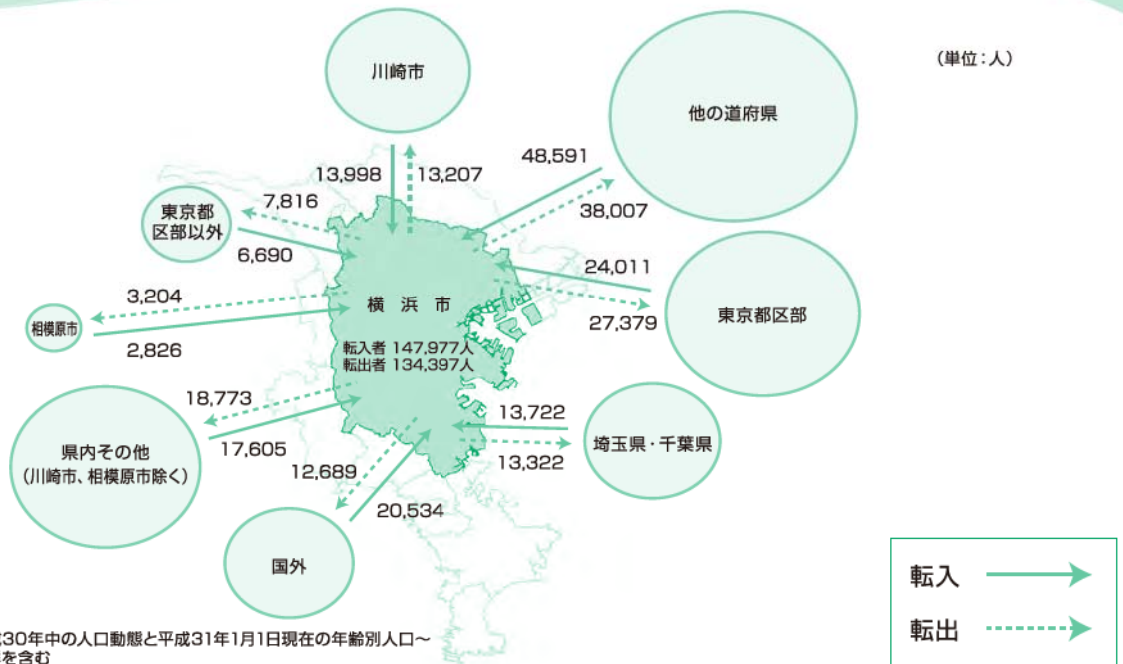 (単位:人)
川崎市
他の道府県
13,998
13,207
48,591
38,007
東京都
区部以外
7,816
6,690
東京都区部
24,011
27,379
相模原市
3,204
2,826
横浜市
転入者 147,977人
転出者 134,397人
県内その他
(川崎市、相模原市除く)
18,773
17,605
埼玉県・千葉県
13,722
13,322
国外
12,689
20,534
転入
転出
30年中の人口動態と平成31年1月1日現在の年齢別人口～
を含む